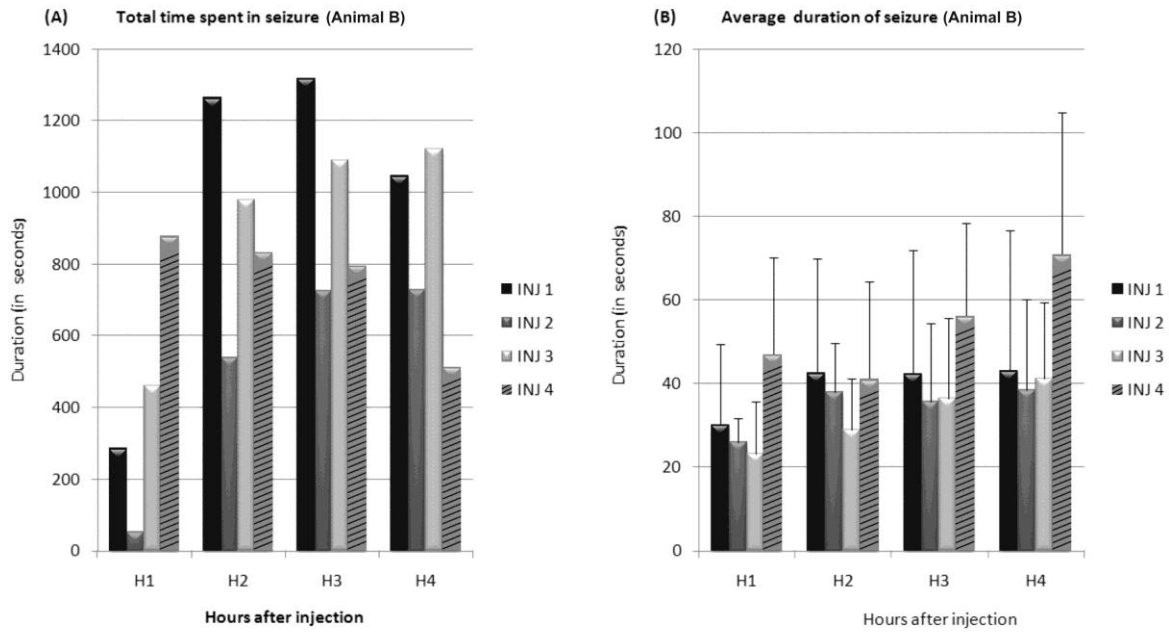 (A) Total time spent in seizure (Animal B)
1400
1200
1000
800
600
400
200
0
Duration (in seconds)
H1 H2 H3 H4
Hours after injection
INJ 1
INJ 2
INJ 3
INJ 4
(B) Average duration of seizure (Animal B)
120
100
80
60
40
20
0
Duration (in seconds)
H1 H2 H3 H4
Hours after injection
INJ 1
INJ 2
INJ 3
INJ 4